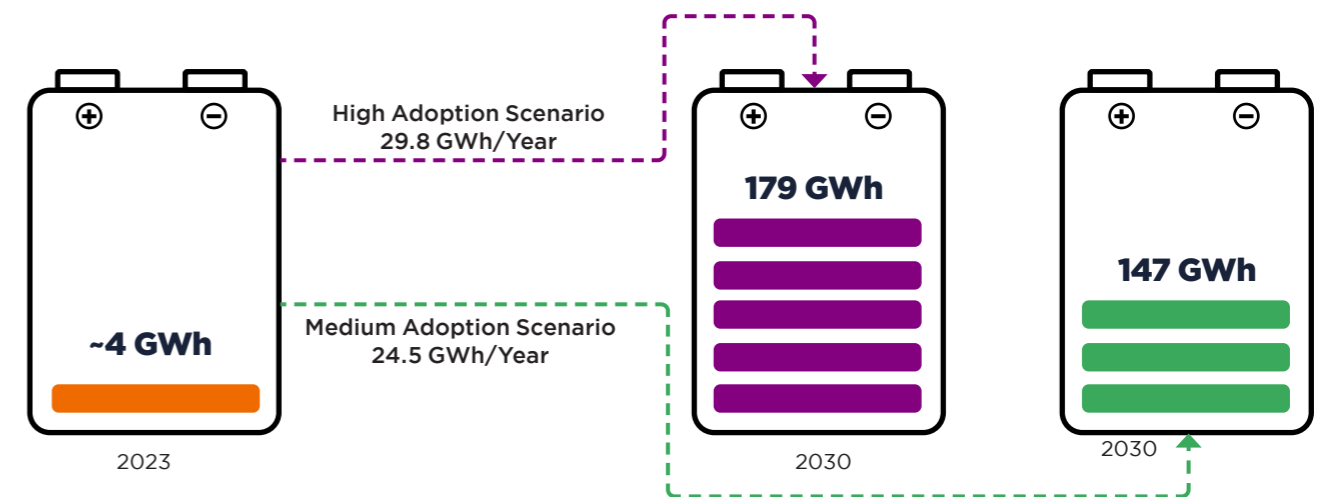 High Adoption Scenario
29.8 GWh/Year
179 GWh
147 GWh
Medium Adoption Scenario
24.5 GWh/Year
~4 GWh
2023
2030
2030